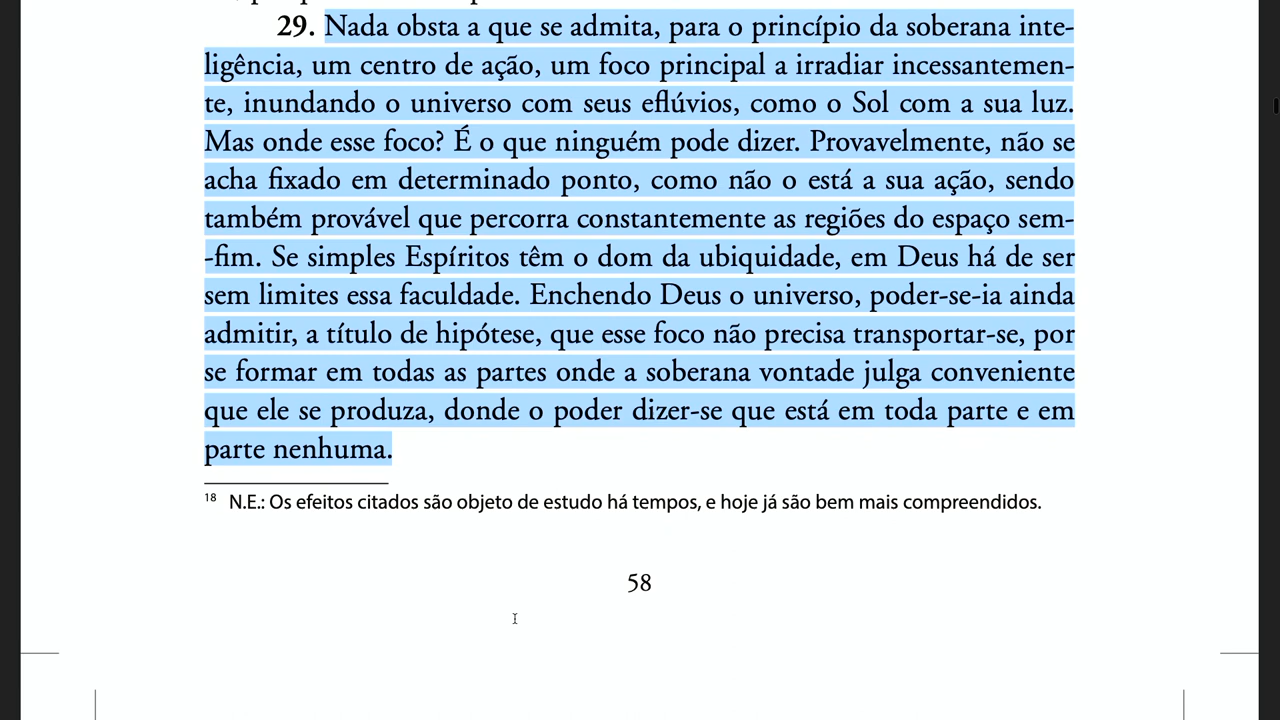 29. Nada obsta a que se admita, para o princípio da soberana inte-
ligência, um centro de ação, um foco principal a irradiar incessantemen-
te, inundando o universo com seus eflúvios, como o Sol com a sua luz.
Mas onde esse foco? É o que ninguém pode dizer. Provavelmente, não se
acha fixado em determinado ponto, como não o está a sua ação, sendo
também provável que percorra constantemente as regiões do espaço sem-
-fim. Se simples Espíritos têm o dom da ubiquidade, em Deus há de ser
sem limites essa faculdade. Enchendo Deus o universo, poder-se-ia ainda
admitir, a título de hipótese, que esse foco não precisa transportar-se, por
se formar em todas as partes onde a soberana vontade julga conveniente
que ele se produza, donde o poder dizer-se que está em toda parte e em
parte nenhuma.
18 N.E.: Os efeitos citados são objeto de estudo há tempos, e hoje já são bem mais compreendidos.
58